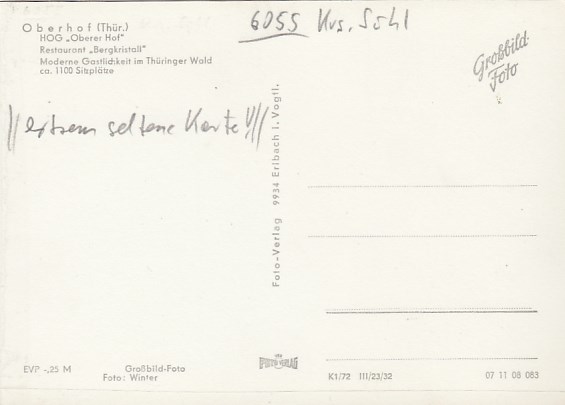 6055 Krs. Suhl
Oberhof (Thür.)
HOG „Oberer Hof"
Restaurant „Bergkristall"
Moderne Gastlichkeit im Thüringer Wald
ca. 1100 Sitzplätze
Großbild-
Foto
//extrem seltene Karte!!//
Foto-Verlag 9934 Erlbach i. Vogtl.
EVP -,25 M
Großbild-Foto
Foto: Winter
FOTO VERLAG
K1/72 III/23/32
07 11 08 083